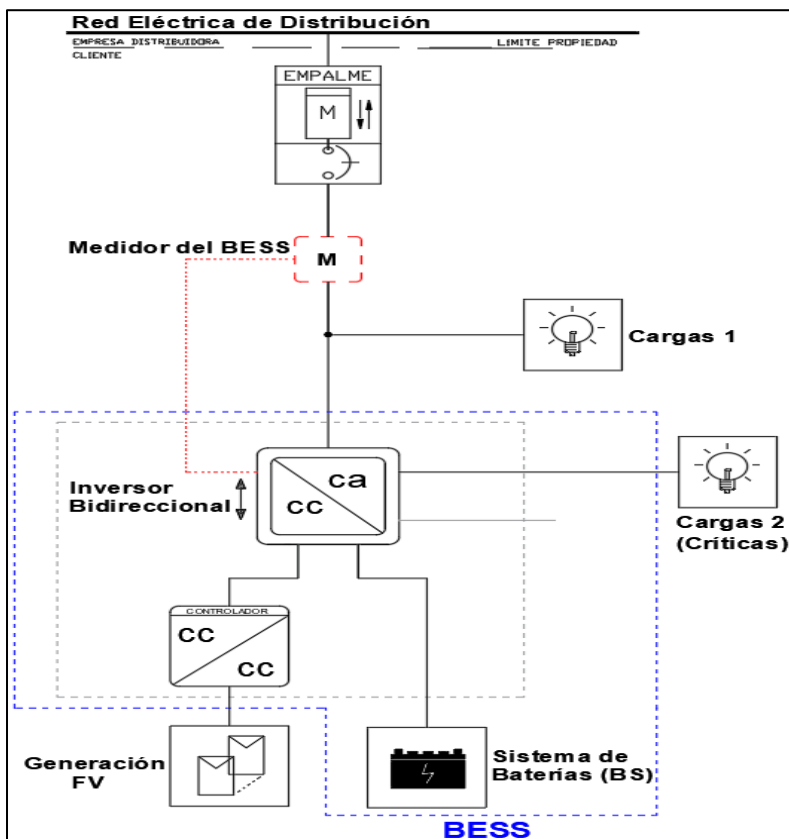 Red Eléctrica de Distribución
EMPRESA DISTRIBUIDORA
LIMITE PROPIEDAD
CLIENTE
EMPALME
M
Medidor del BESS
M
Cargas 1
Inversor
Bidireccional
ca
cc
Cargas 2
(Críticas)
CONTROLADOR
cc
cc
Generación
FV
Sistema de
Baterías (BS)
BESS